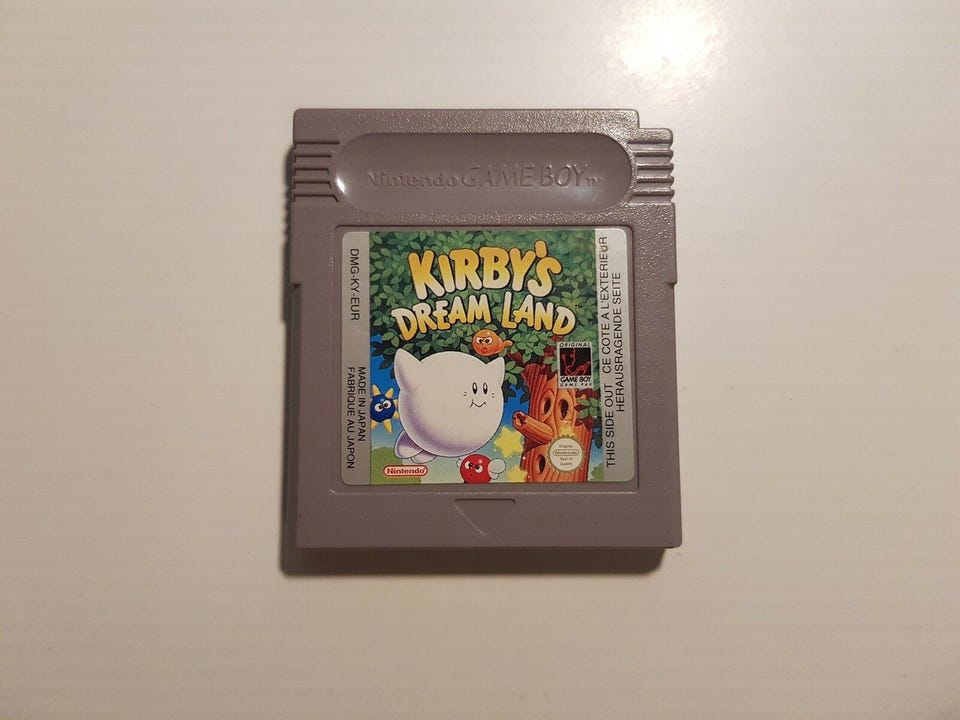 Nintendo GAME BOY TM
KIRBY'S
DREAM LAND
DMG-KY-EUR
MADE IN JAPAN
FABRIQUE AU JAPON
ORIGINAL
GAME BOY
GAME PAK
Nintendo
Original
Nintendo
Seal of
Quality
THIS SIDE OUT CE COTE A L'EXTERIEUR
HERAUSRAGENDE SEITE